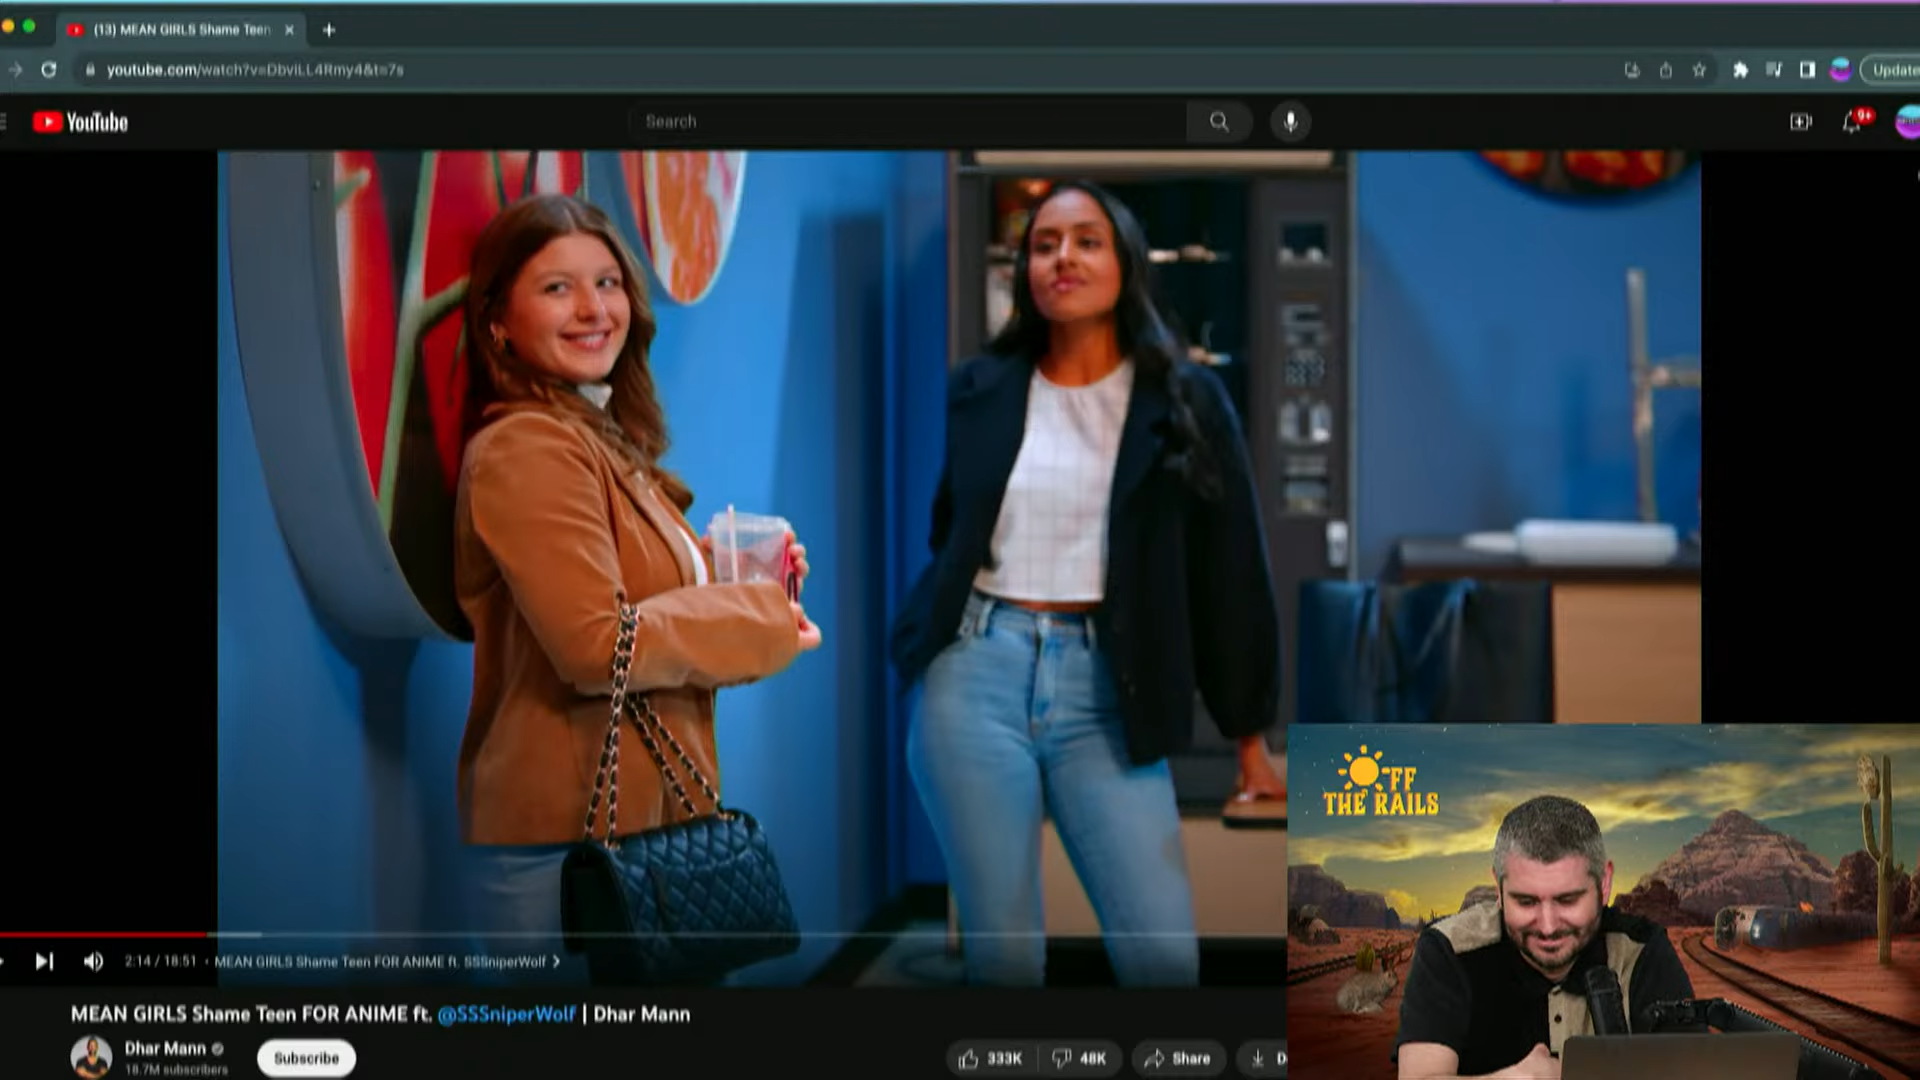 (13) MEAN GIRLS Shame Teen
youtube.com/watch?v=DbviLL4Rmy4&t=7s
Update
YouTube
Search
9+
OFF
THE RAILS
2:14 / 18:51 • MEAN GIRLS Shame Teen FOR ANIME ft. SSSniperWolf >
MEAN GIRLS Shame Teen FOR ANIME ft. @SSSniperWolf | Dhar Mann
Dhar Mann
18.7M subscribers
Subscribe
333K
48K
Share
D